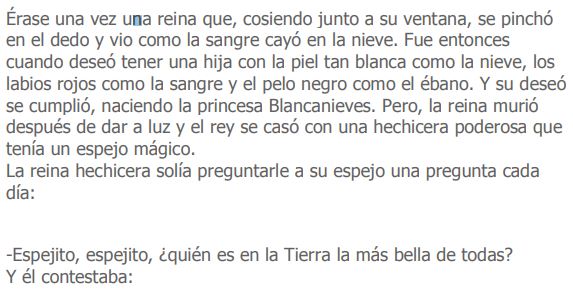 Érase una vez una reina que, cosiendo junto a su ventana, se pinchó
en el dedo y vio como la sangre cayó en la nieve. Fue entonces
cuando deseó tener una hija con la piel tan blanca como la nieve, los
labios rojos como la sangre y el pelo negro como el ébano. Y su deseó
se cumplió, naciendo la princesa Blancanieves. Pero, la reina murió
después de dar a luz y el rey se casó con una hechicera poderosa que
tenía un espejo mágico.
La reina hechicera solía preguntarle a su espejo una pregunta cada
día:
-Espejito, espejito, ¿quién es en la Tierra la más bella de todas?
Y él contestaba: